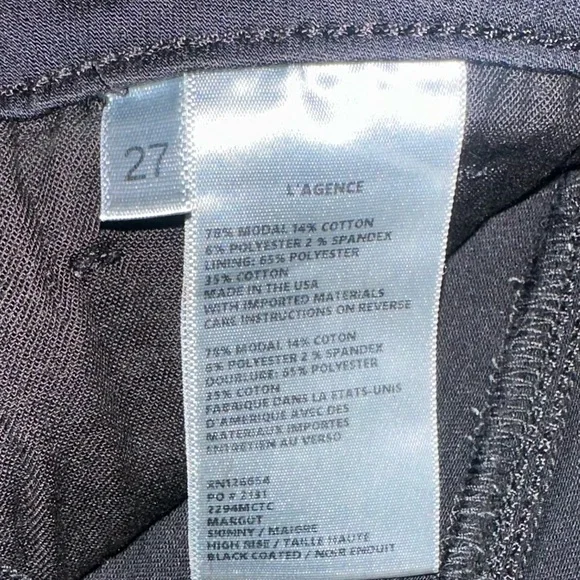 27
L'AGENCE
78% MODAL 14% COTTON
6% POLYESTER 2 % SPANDEX
LINING: 65% POLYESTER
35% COTTON
MADE IN THE USA
WITH IMPORTED MATERIALS
CARE INSTRUCTIONS ON REVERSE
78% MODAL 14% COTON
6% POLYESTER 2 % SPANDEX
DOUBLURE: 65% POLYESTER
35% COTON
FABRIQUE DANS LA ETATS-UNIS
D'AMERIQUE AVEC DES
MATERIAUX IMPORTES
ENTRETIEN AU VERSO
RN126654
PO # 2181
2294MCTC
MARGOT
SKINNY / MAIGRE
HIGH RISE / TAILLE HAUTE
BLACK COATED / NOIR ENDUIT